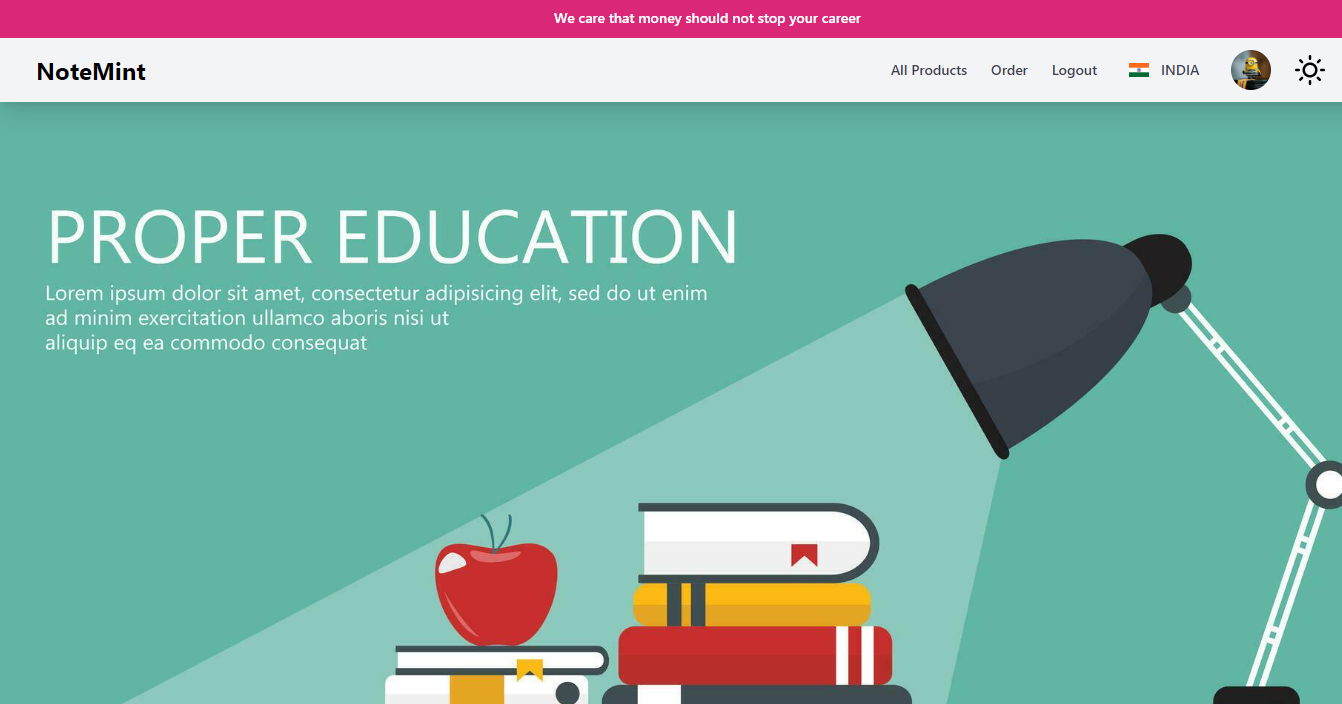 We care that money should not stop your career
NoteMint
All Products Order Logout INDIA
PROPER EDUCATION
Lorem ipsum dolor sit amet, consectetur adipisicing elit, sed do ut enim
ad minim exercitation ullamco aboris nisi ut
aliquip eq ea commodo consequat